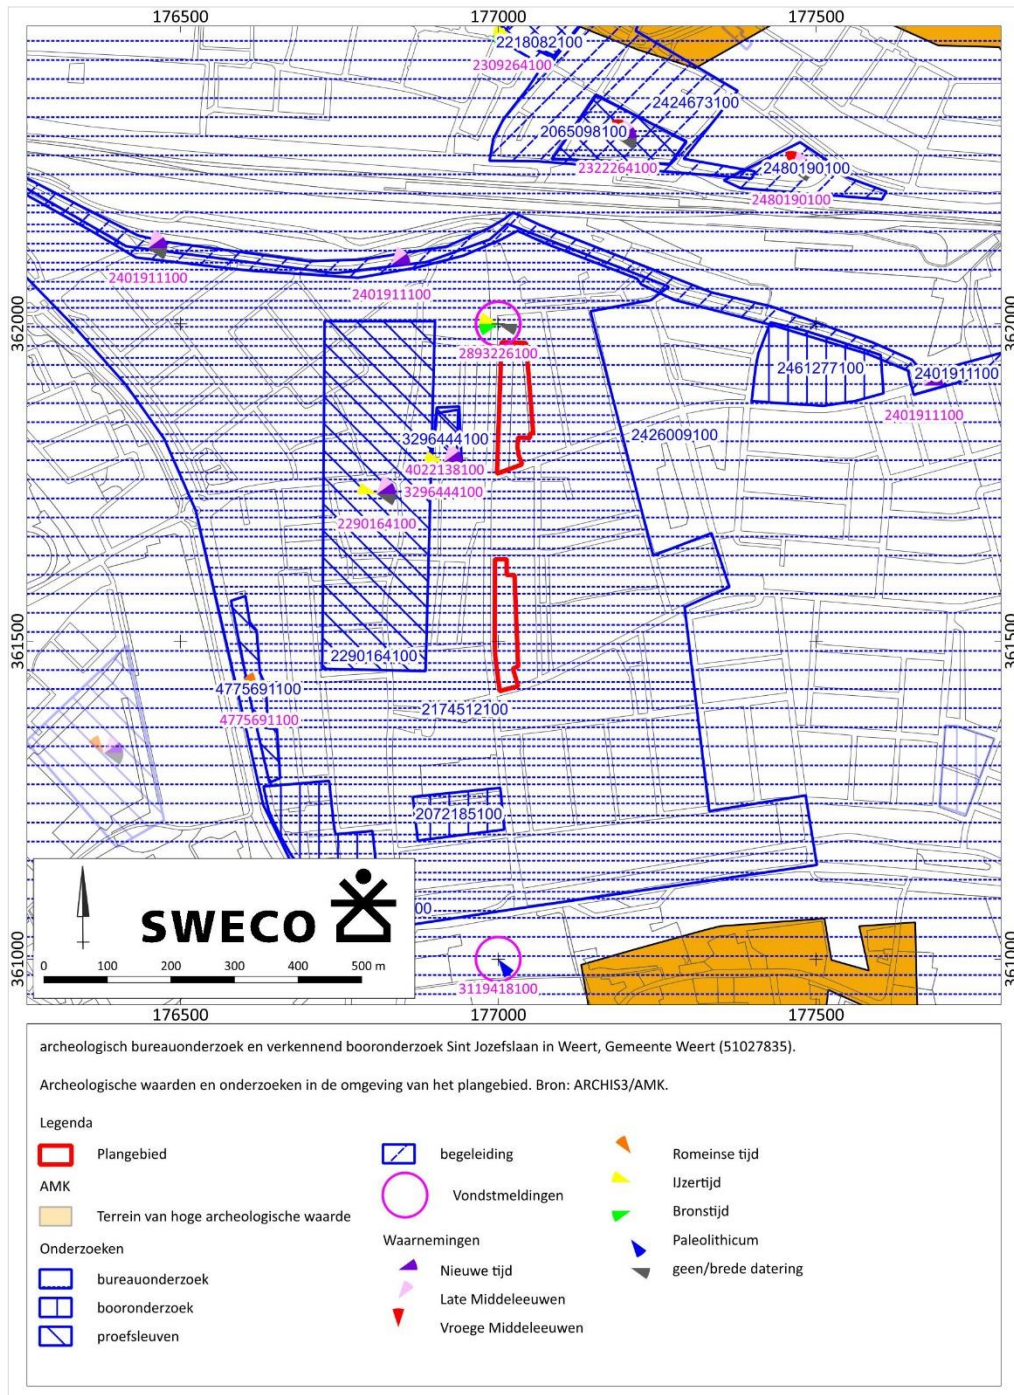 176500 177000 177500
2218082100
2309264100
2424673100
2065098100
2322264100
2480190100
2480190100
2401911100
2401911100
362000
362000
2893226100
2461277100
2401911100
2401911100
3296444100
2426009100
4022138100
3296444100
2290164100
361500
361500
2290164100
4775691100
4775691100
2174512100
2072185100
00
SWECO
361000
361000
0 100 200 300 400 500 m
3119418100
176500 177000 177500
archeologisch bureauonderzoek en verkennend booronderzoek Sint Jozefslaan in Weert, Gemeente Weert (51027835).
Archeologische waarden en onderzoeken in de omgeving van het plangebied. Bron: ARCHIS3/AMK.
Legenda
Plangebied
AMK
Terrein van hoge archeologische waarde
Onderzoeken
bureauonderzoek
booronderzoek
proefsleuven
begeleiding
Vondstmeldingen
Waarnemingen
Nieuwe tijd
Late Middeleeuwen
Vroege Middeleeuwen
Romeinse tijd
IJzertijd
Bronstijd
Paleolithicum
geen/brede datering